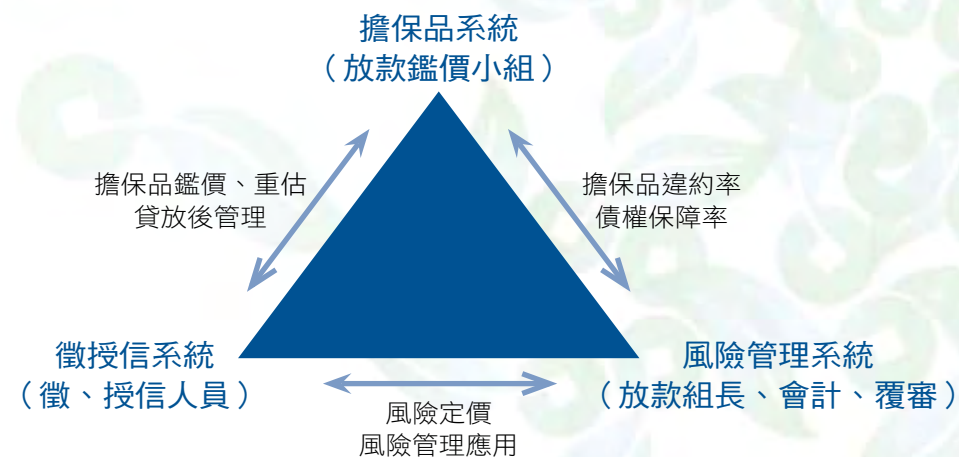 擔保品系統
（放款鑑價小組）
擔保品鑑價、重估
貸放後管理
擔保品違約率
債權保障率
徵授信系統
（徵、授信人員）
風險管理系統
（放款組長、會計、覆審）
風險定價
風險管理應用